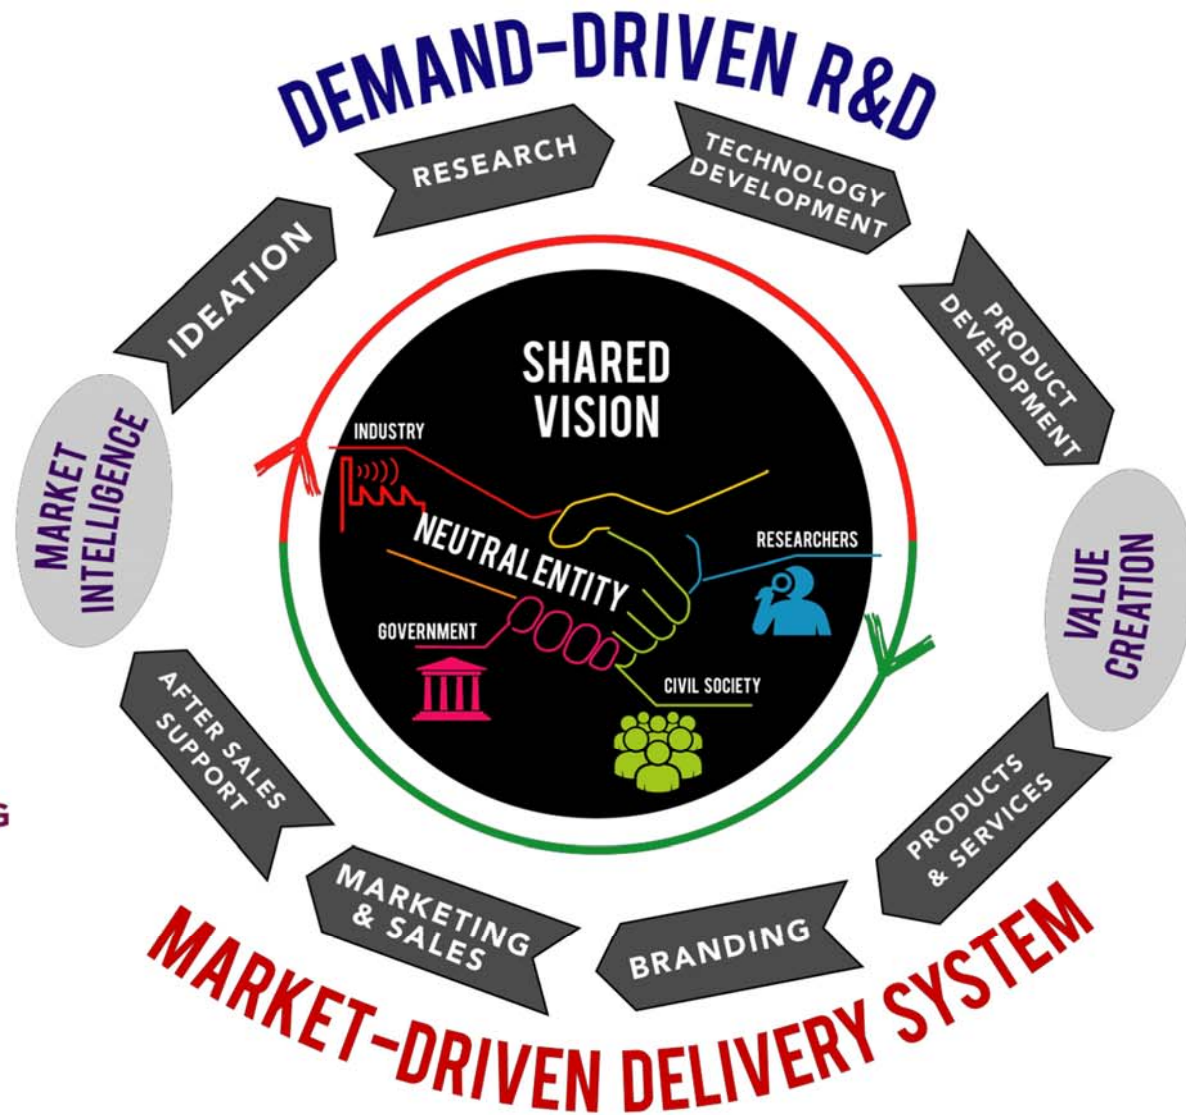 DEMAND-DRIVEN R&D
RESEARCH
TECHNOLOGY
DEVELOPMENT
IDEATION
PRODUCT
DEVELOPMENT
MARKET
INTELLIGENCE
VALUE
CREATION
SHARED
VISION
INDUSTRY
NEUTRAL ENTITY
RESEARCHERS
GOVERNMENT
CIVIL SOCIETY
AFTER SALES
SUPPORT
PRODUCTS
& SERVICES
G
MARKETING
& SALES
BRANDING
MARKET-DRIVEN DELIVERY SYSTEM